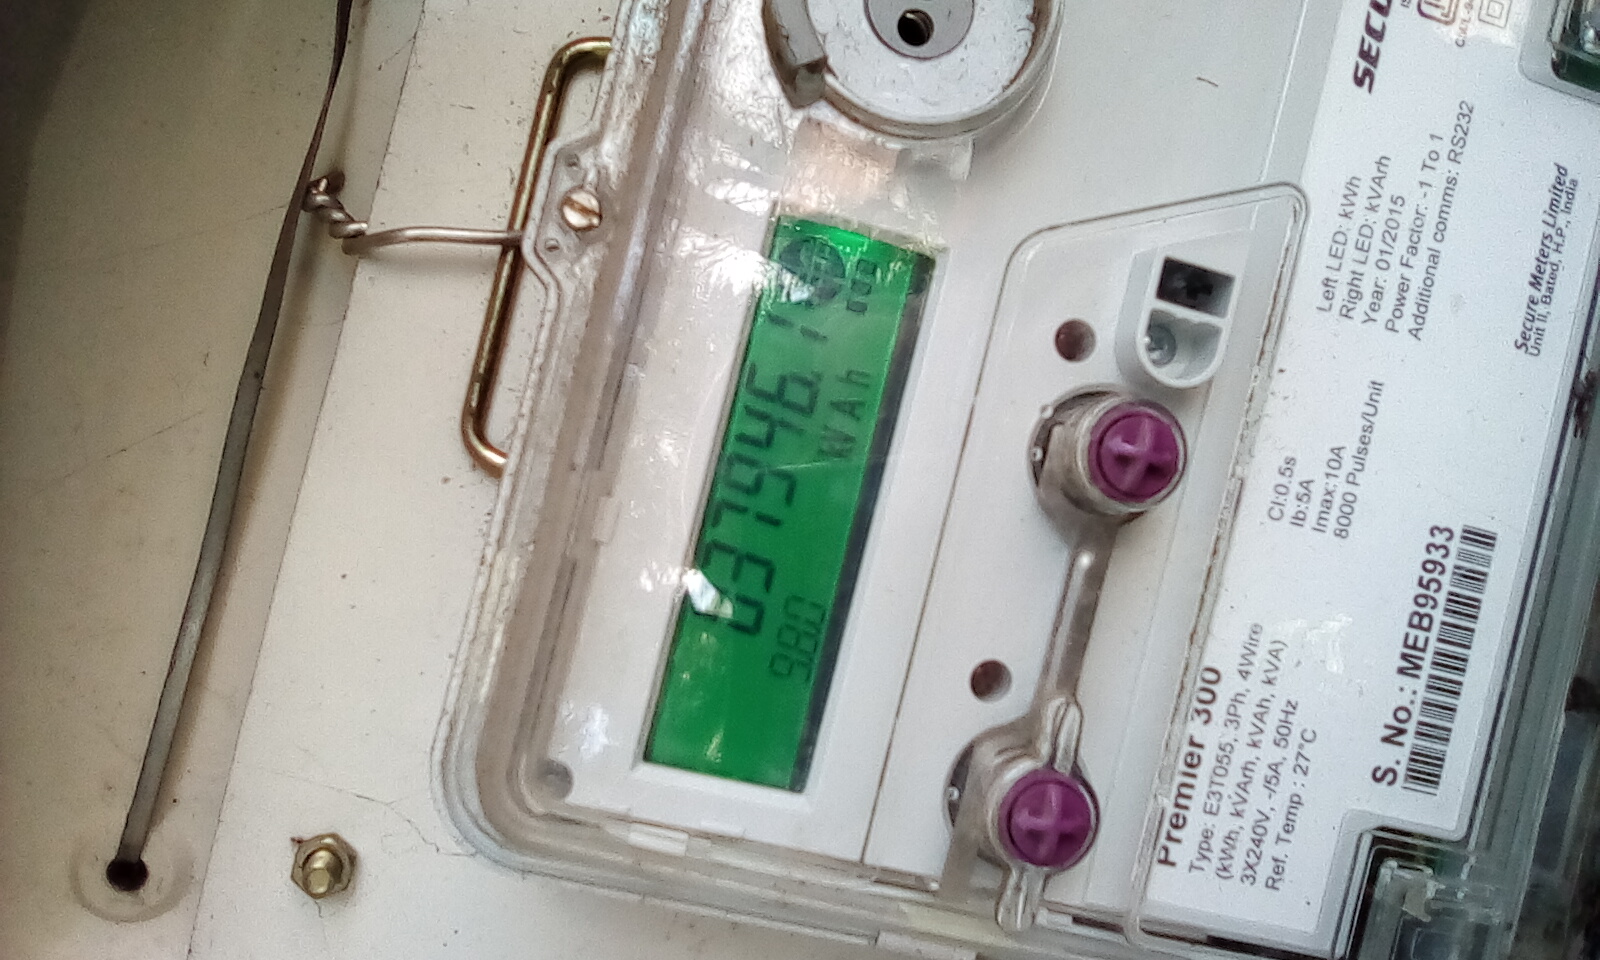 037946.1
kVAh
980
SECU
Left LED: kWh
Right LED: kVArh
Year: 01/2015
Power Factor: -1 To 1
Additional comms: RS232
Secure Meters Limited
Unit II, Bated, H.P., India
Cl:0.5s
Ib:5A
Imax:10A
8000 Pulses/Unit
Premier 300
Type: E3T055, 3Ph, 4Wire
(kWh, kVArh, kVAh, kVA)
3X240V, -/5A, 50Hz
Ref. Temp : 27°C
S. No.: MEB95933